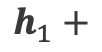 h₁ +